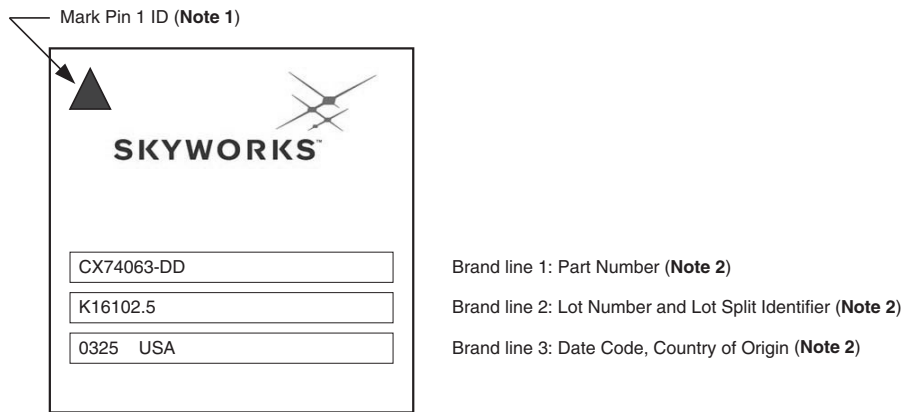 Mark Pin 1 ID (Note 1)
SKYWORKS™
CX74063-DD
Brand line 1: Part Number (Note 2)
K16102.5
Brand line 2: Lot Number and Lot Split Identifier (Note 2)
0325 USA
Brand line 3: Date Code, Country of Origin (Note 2)